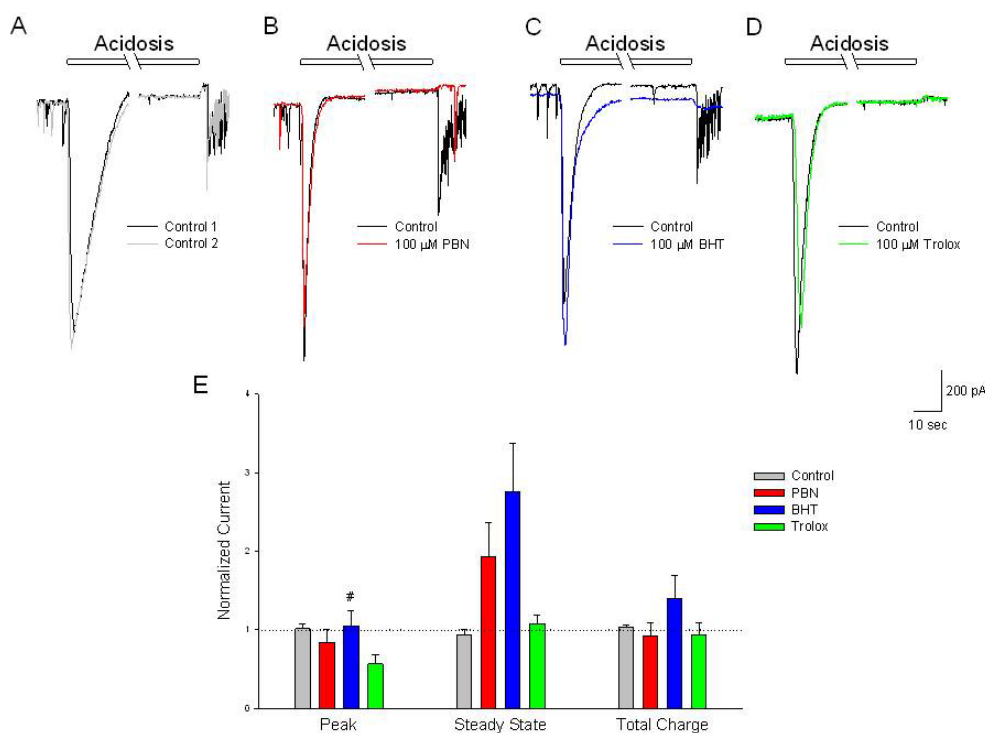 A
B
C
D
Acidosis
Acidosis
Acidosis
Acidosis
Control 1
Control 2
Control
100 µM PBN
Control
100 µM BHT
Control
100 µM Trolox
200 pA
10 sec
E
4
3
2
1
0
Normalized Current
#
Peak
Steady State
Total Charge
Control
PBN
BHT
Trolox